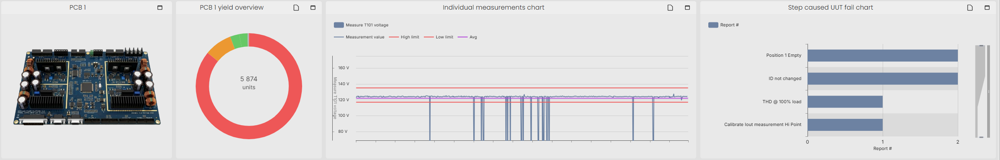 PCB 1
PCB 1 yield overview
5 874
units
Individual measurements chart
Measure T101 voltage
Measurement value
High limit
Low limit
Avg
Measure T101 voltage
160 V
140 V
120 V
100 V
80 V
Step caused UUT fail chart
Report #
Position 1 Empty
ID not changed
THD @ 100% load
Calibrate Iout measurement Hi Point
0
1
2
Report #